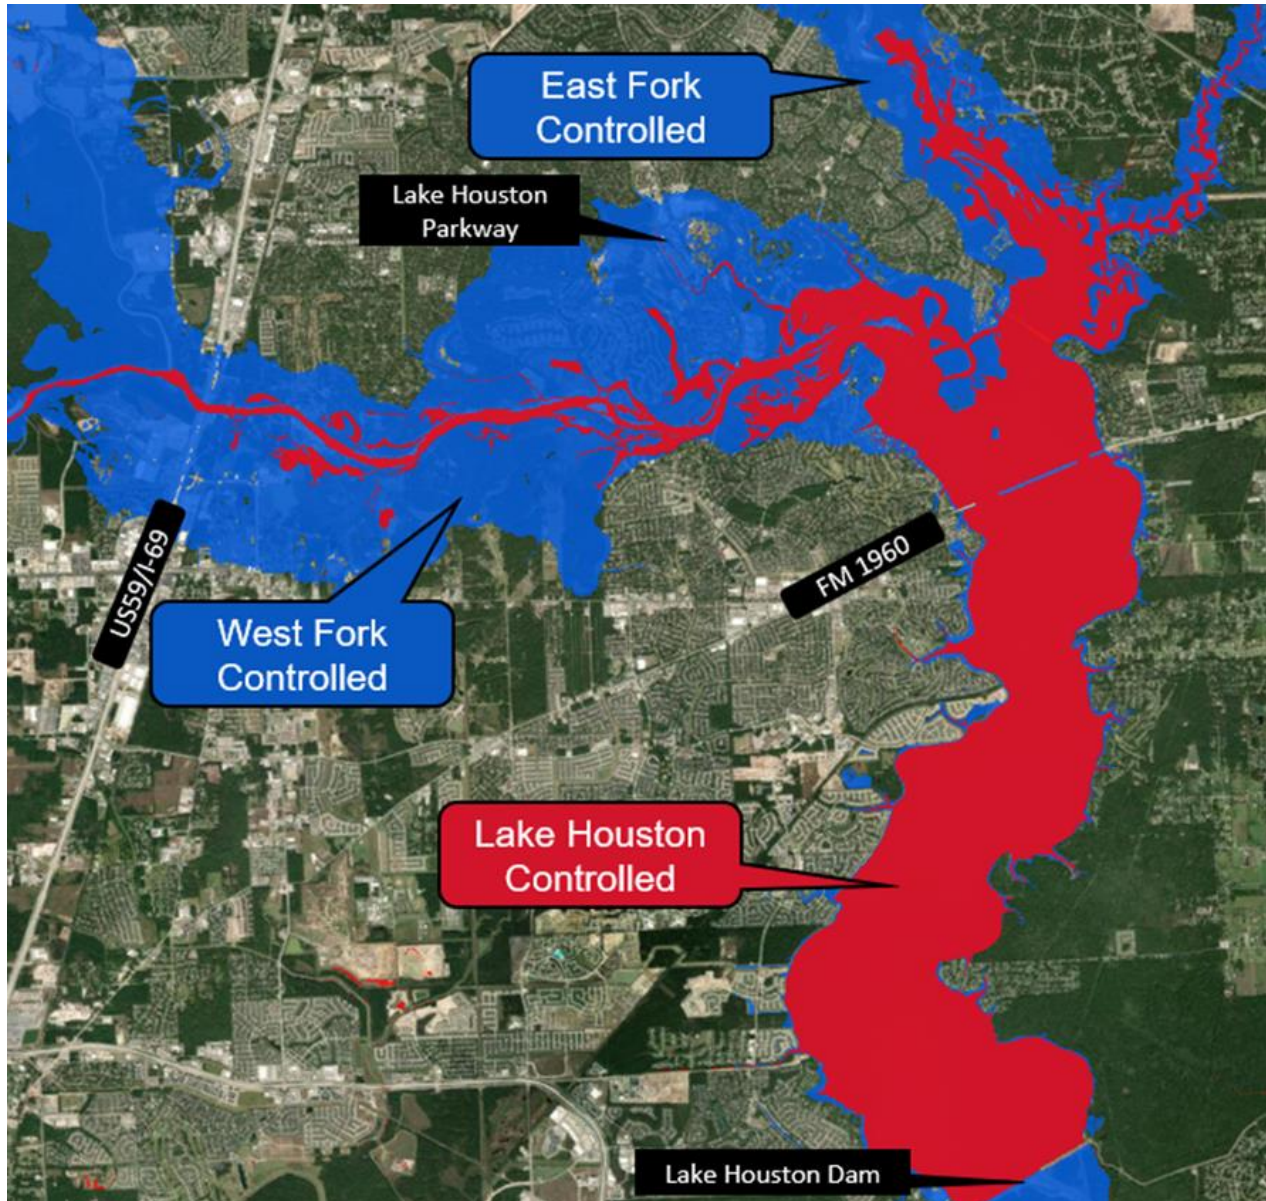 East Fork
Controlled
Lake Houston
Parkway
US59/I-69
FM 1960
West Fork
Controlled
Lake Houston
Controlled
Lake Houston Dam